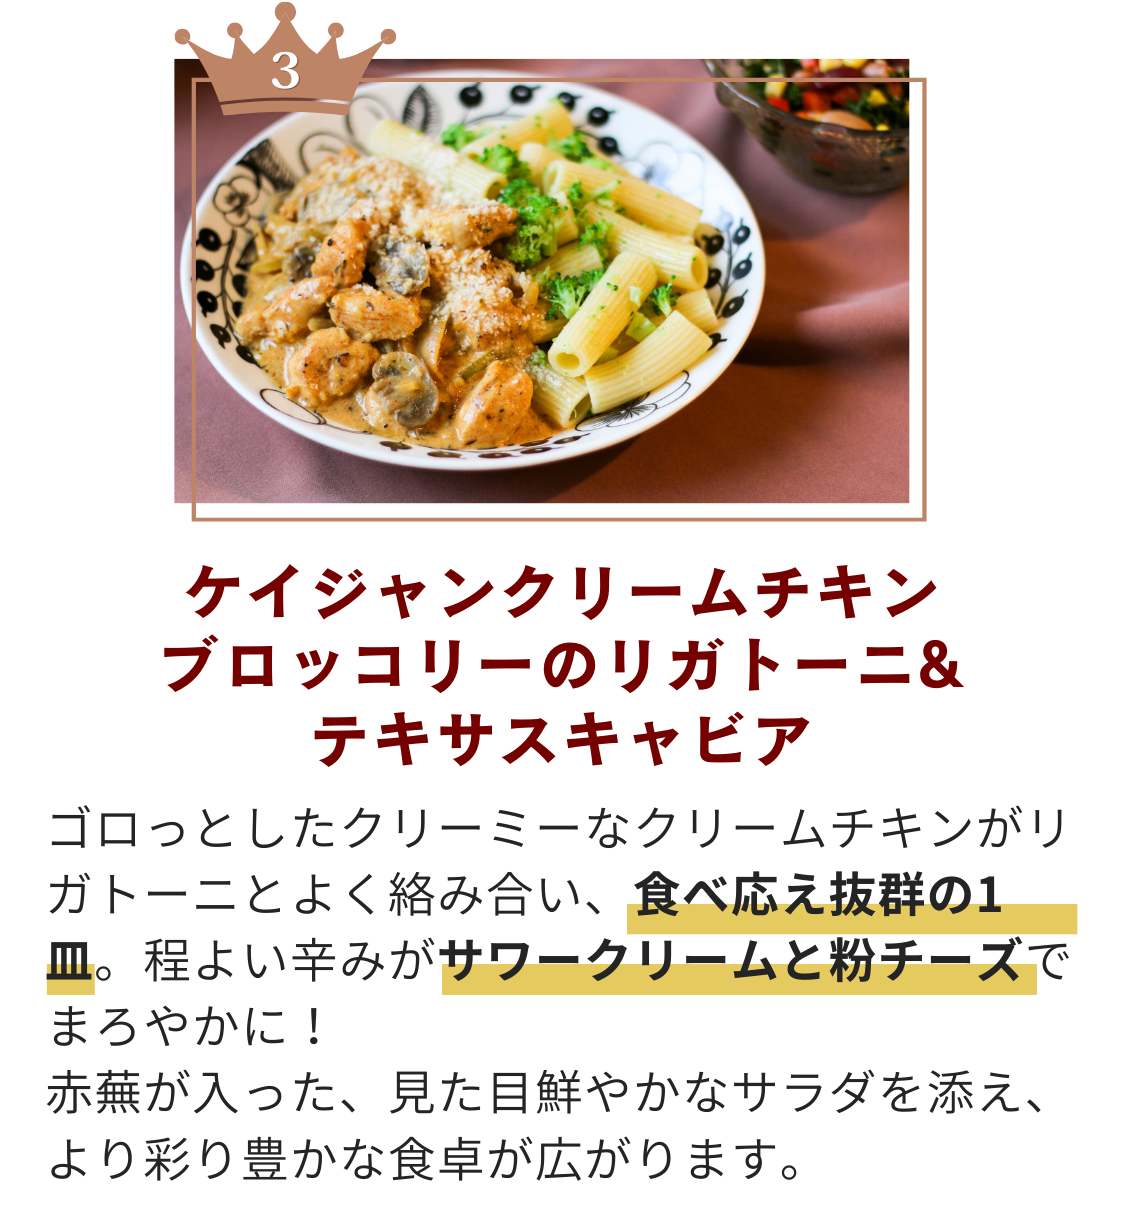 3
ケイジャンクリームチキン
ブロッコリーのリガトーニ&
テキサスキャビア
ゴロっとしたクリーミーなクリームチキンがリ
ガトーニとよく絡み合い、食べ応え抜群の1
皿。程よい辛みがサワークリームと粉チーズで
まろやかに！
赤蕪が入った、見た目鮮やかなサラダを添え、
より彩り豊かな食卓が広がります。